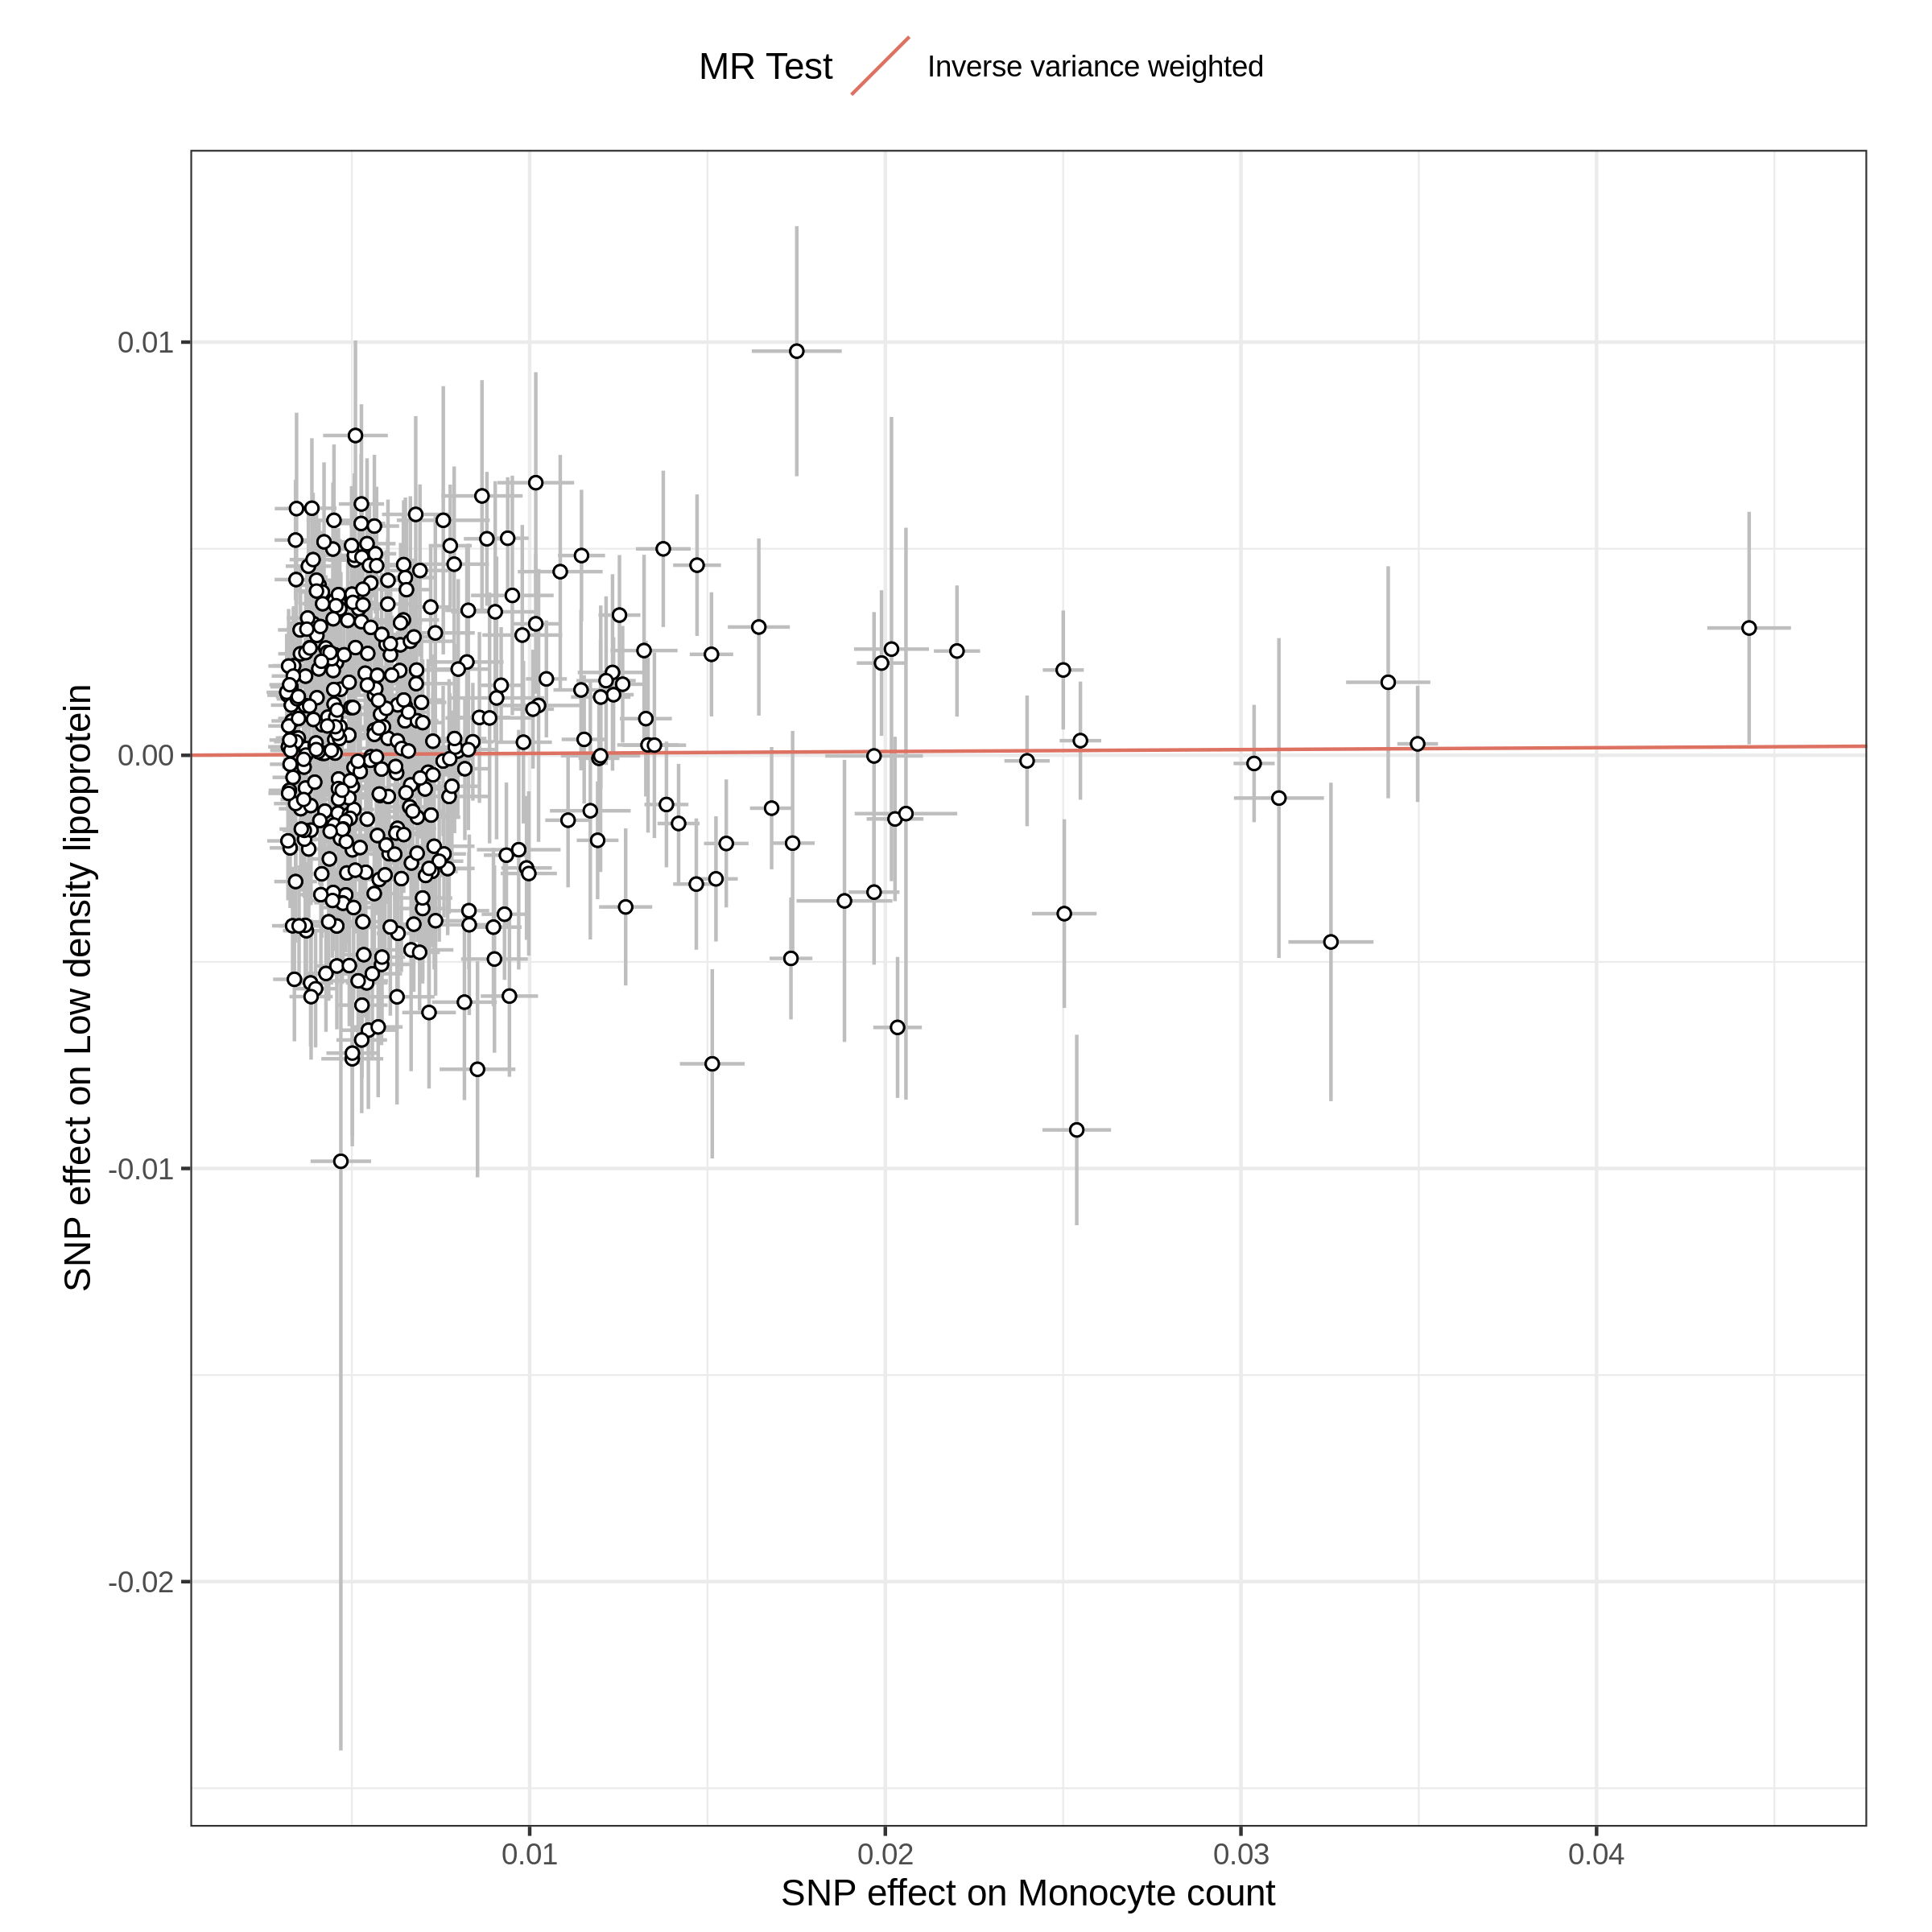 MR Test
Inverse variance weighted
0.01
0.00
-0.01
-0.02
SNP effect on Low density lipoprotein
0.01
0.02
0.03
0.04
SNP effect on Monocyte count